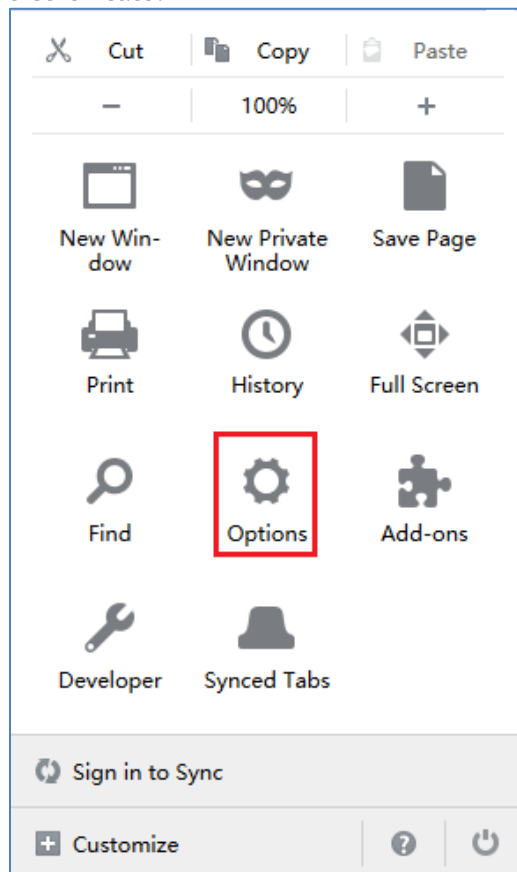 Cut Copy Paste
− 100% +
New Win- New Private Save Page
dow Window
Print History Full Screen
Find Options Add-ons
Developer Synced Tabs
Sign in to Sync
Customize ?